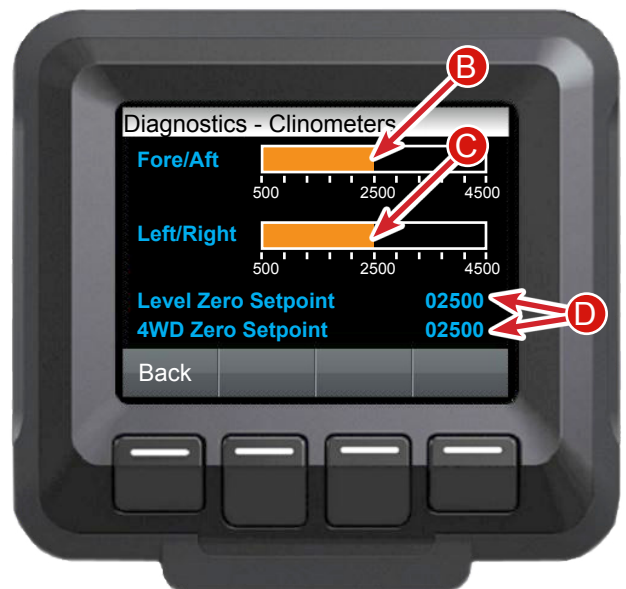 B
Diagnostics - Clinometers
C
Fore/Aft
500 2500 4500
Left/Right
500 2500 4500
Level Zero Setpoint 02500
D
4WD Zero Setpoint 02500
Back